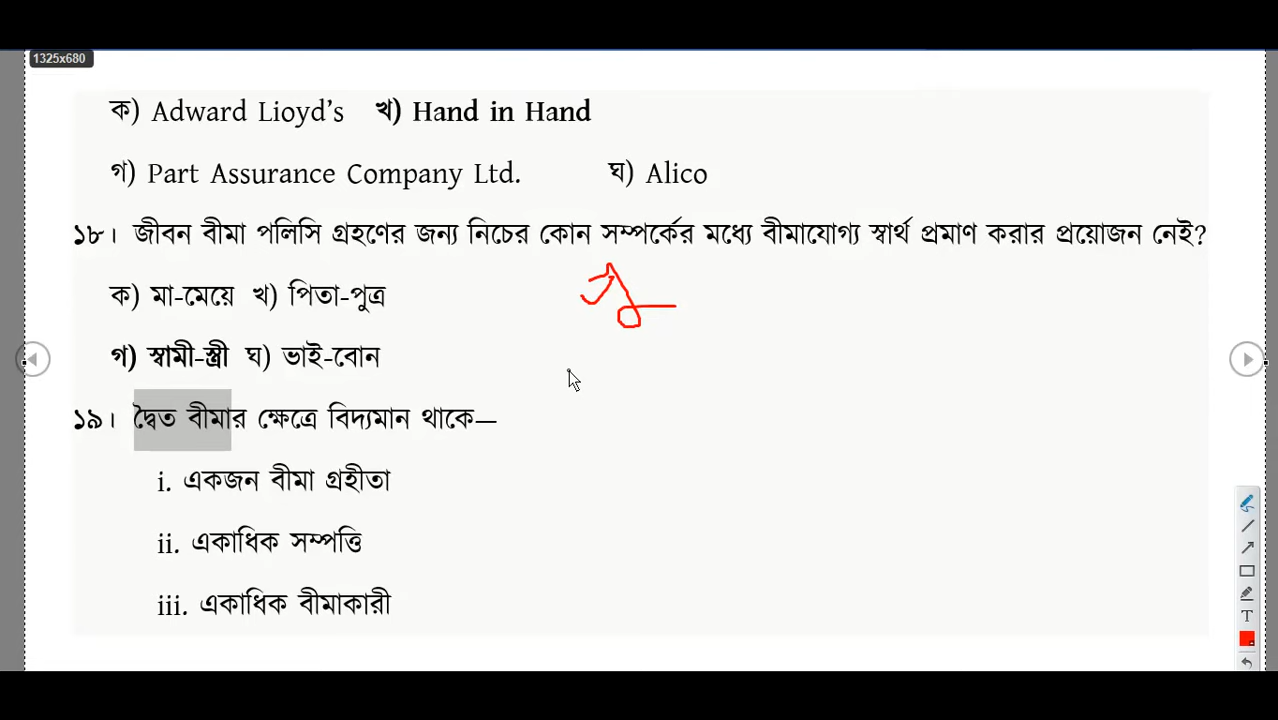 1325x680
ক) Adward Lioyd’s খ) Hand in Hand
গ) Part Assurance Company Ltd. ঘ) Alico
১৮। জীবন বীমা পলিসি গ্রহণের জন্য নিচের কোন সম্পর্কের মধ্যে বীমাযোগ্য স্বার্থ প্রমাণ করার প্রয়োজন নেই?
ক) মা-মেয়ে খ) পিতা-পুত্র
গ) স্বামী-স্ত্রী ঘ) ভাই-বোন
১৯। দ্বৈত বীমার ক্ষেত্রে বিদ্যমান থাকে—
i. একজন বীমা গ্রহীতা
ii. একাধিক সম্পত্তি
iii. একাধিক বীমাকারী